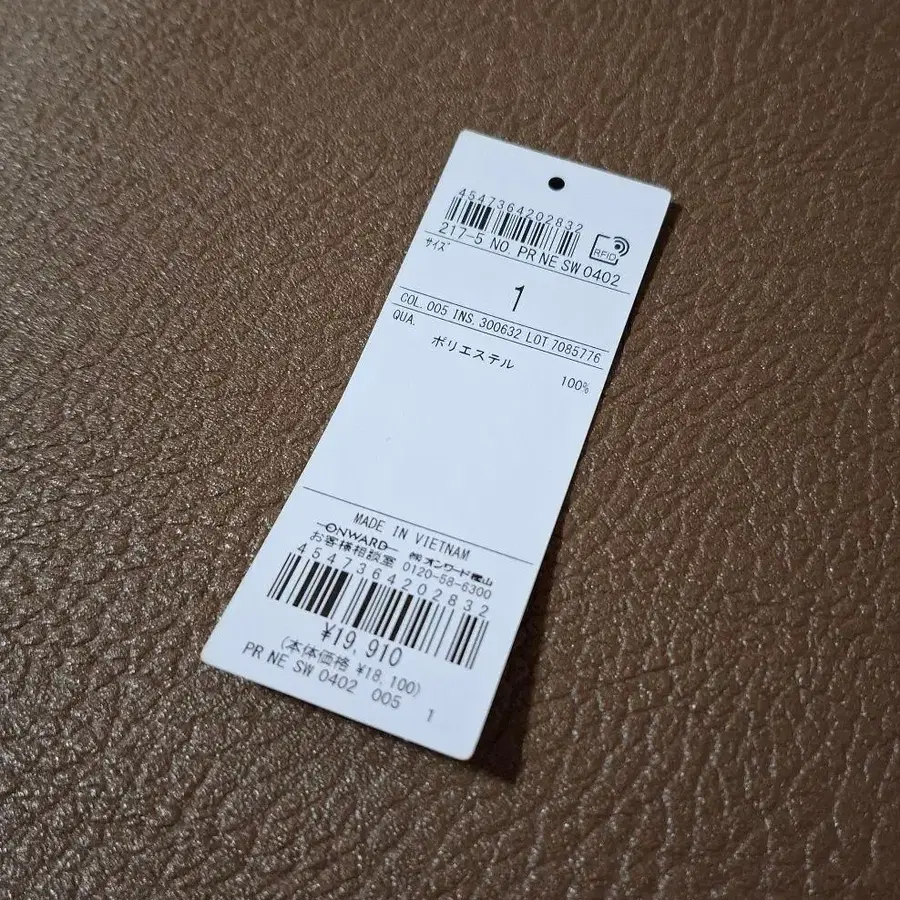 4547364202832
217-5 NO. PR NE SW 0402
RFID
サイズ
1
COL. 005 INS. 300632 LOT 7085776
QUA.
ポリエステル 100%
MADE IN VIETNAM
ONWARD ㈱オンワード樫山
お客様相談室 0120-58-6300
4547364202832
¥19,910
(本体価格 ¥18,100)
PR NE SW 0402 005 1